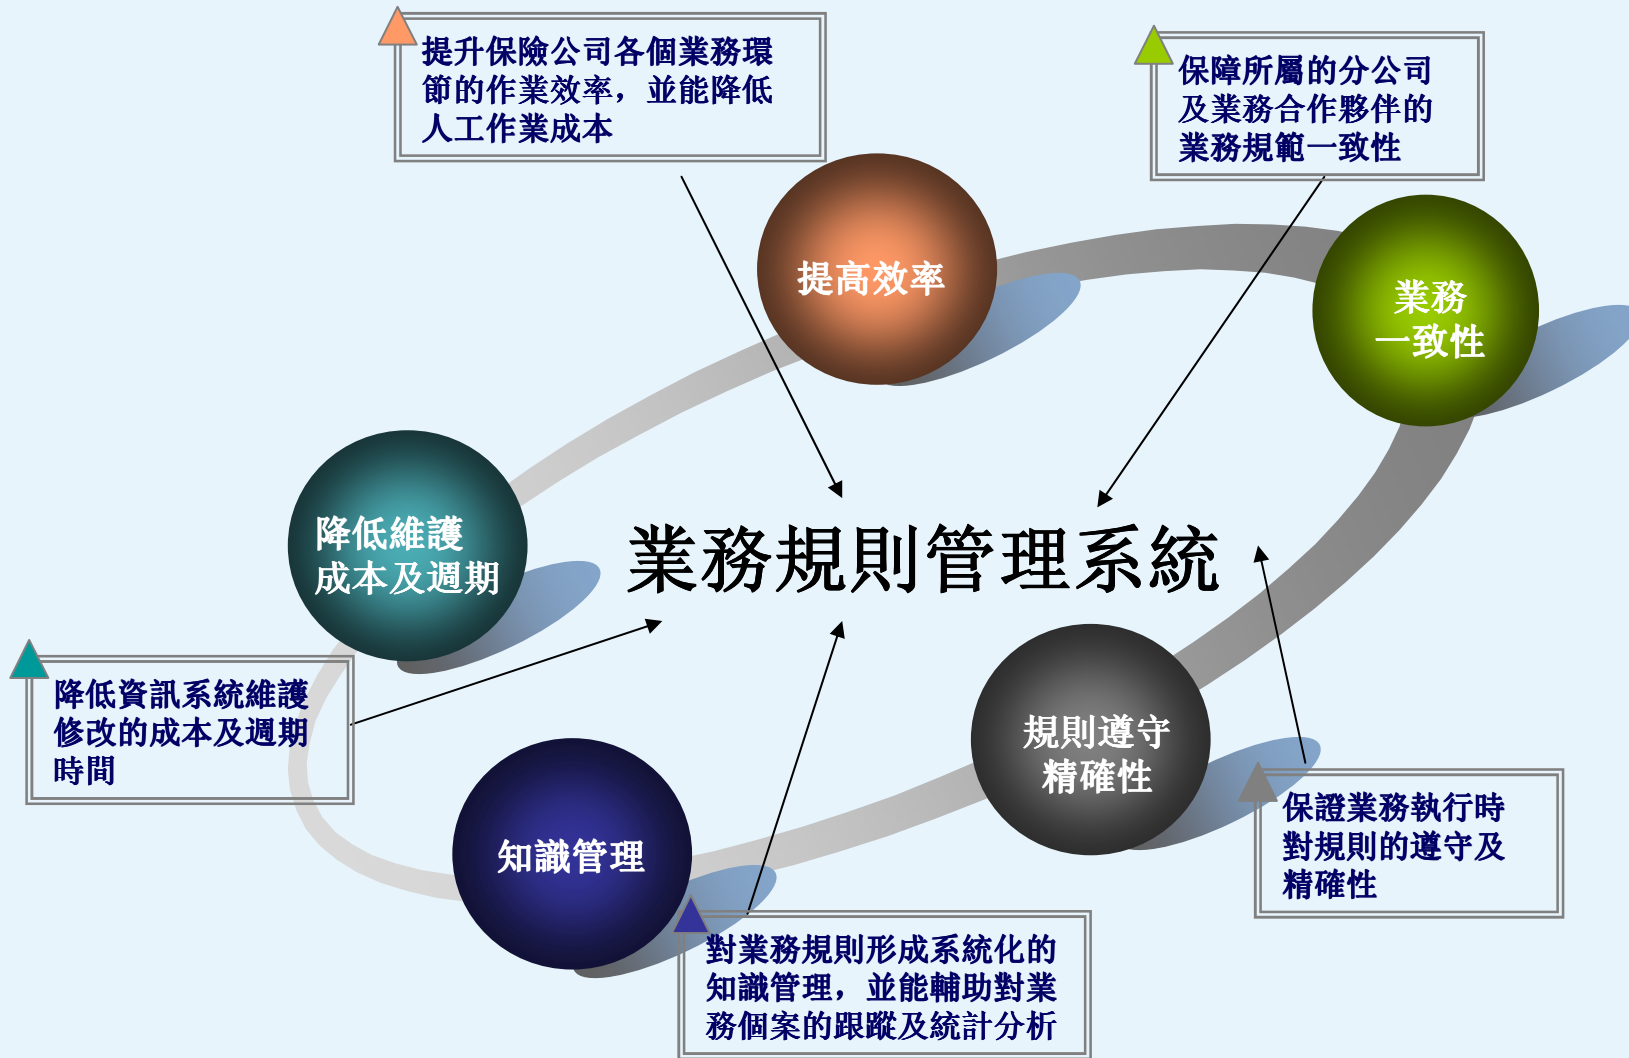 提升保險公司各個業務環
節的作業效率，並能降低
人工作業成本
保障所屬的分公司
及業務合作夥伴的
業務規範一致性
提高效率
業務
一致性
降低維護
成本及週期
業務規則管理系統
降低資訊系統維護
修改的成本及週期
時間
規則遵守
精確性
知識管理
保證業務執行時
對規則的遵守及
精確性
對業務規則形成系統化的
知識管理，並能輔助對業
務個案的跟蹤及統計分析